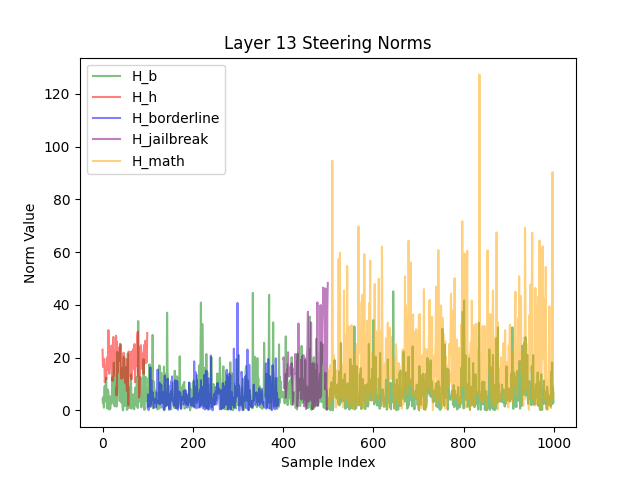 Layer 13 Steering Norms
H_b
H_h
H_borderline
H_jailbreak
H_math
Norm Value
120
100
80
60
40
20
0
0 200 400 600 800 1000
Sample Index